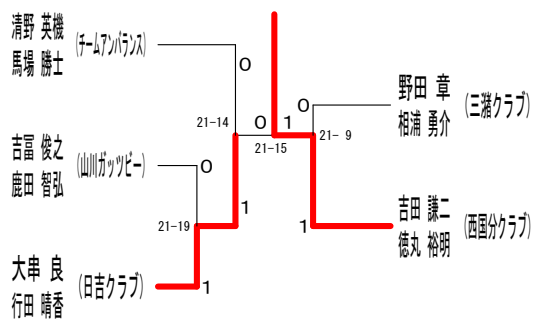 清野 英機
馬場 勝士
(チームアンバランス)
0
21-14
吉冨 俊之
鹿田 智弘
(山川ガッツビー)
0
21-19
1
大串 良
行田 晴香
(日吉クラブ)
1
0
1
21-15
0
21- 9
野田 章
相浦 勇介
(三潴クラブ)
1
吉田 謙二
徳丸 裕明
(西国分クラブ)